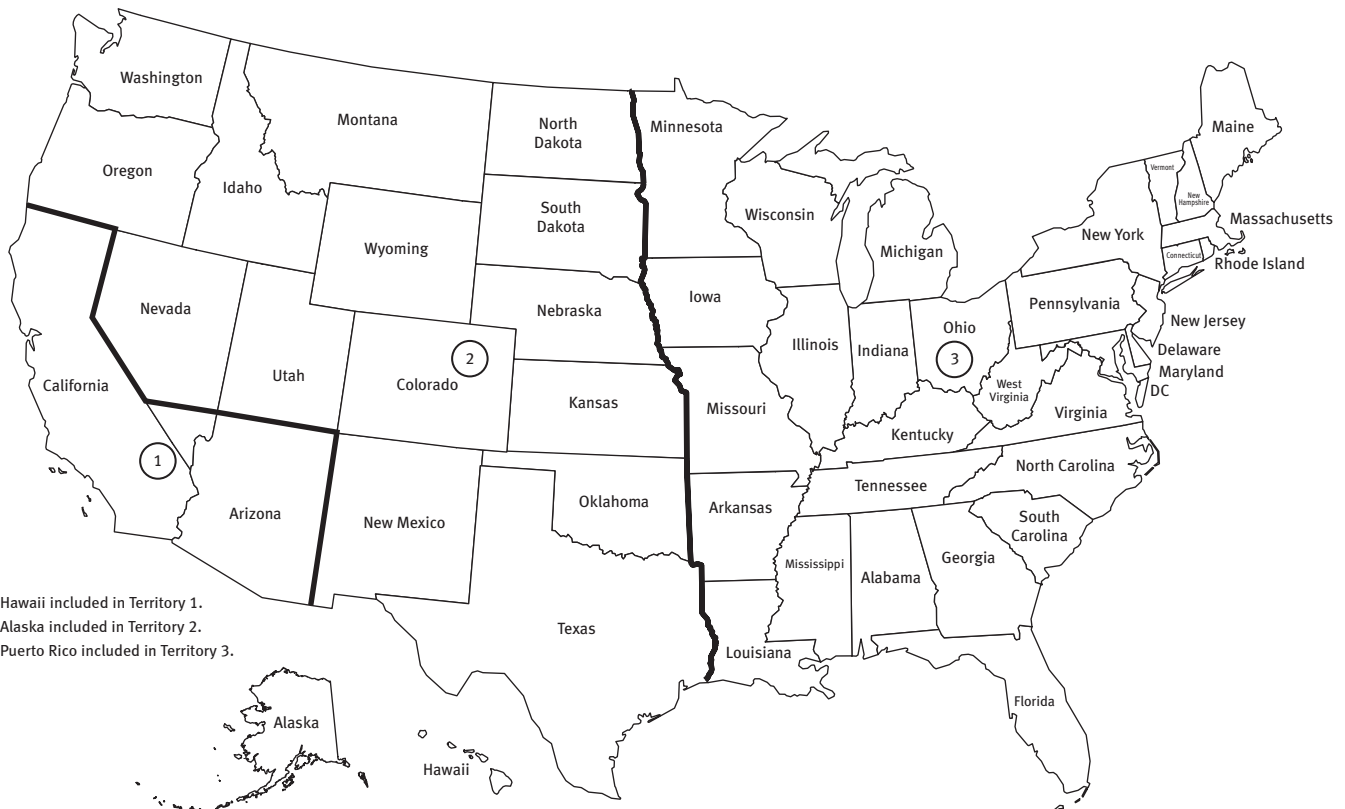 Washington
Montana
North
Dakota
Minnesota
Maine
Oregon
Idaho
Vermont
New
Hampshire
South
Dakota
Wisconsin
Massachusetts
Wyoming
Michigan
New York
Connecticut
Rhode Island
Nevada
Nebraska
Iowa
Pennsylvania
New Jersey
Illinois
Indiana
Ohio
3
2
Delaware
Maryland
DC
California
Utah
Colorado
Kansas
Missouri
West
Virginia
Virginia
Kentucky
1
North Carolina
Arizona
New Mexico
Oklahoma
Arkansas
Tennessee
South
Carolina
Mississippi
Alabama
Georgia
Hawaii included in Territory 1.
Alaska included in Territory 2.
Puerto Rico included in Territory 3.
Texas
Louisiana
Florida
Alaska
Hawaii